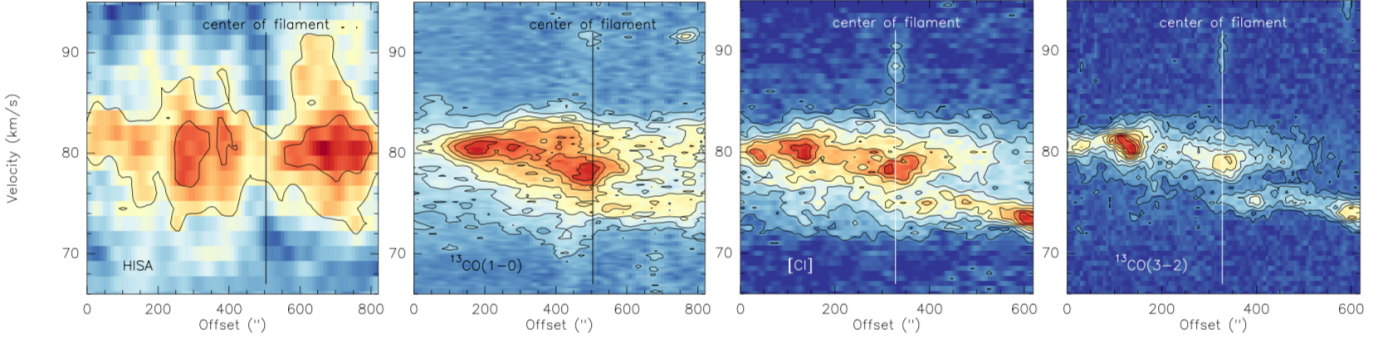 Velocity (km/s)
90
80
70
center of filament
HISA
0 200 400 600 800
Offset (")
90
80
70
center of filament
¹³CO(1-0)
0 200 400 600 800
Offset (")
90
80
70
center of filament
[CI]
0 200 400 600
Offset (")
90
80
70
center of filament
¹³CO(3-2)
0 200 400 600
Offset (")